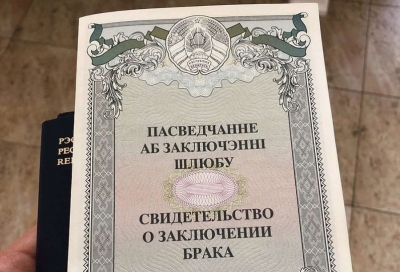 ПАСВЕДЧАННЕ
АБ ЗАКЛЮЧЭННІ
ШЛЮБУ
СВИДЕТЕЛЬСТВО
О ЗАКЛЮЧЕНИИ
БРАКА